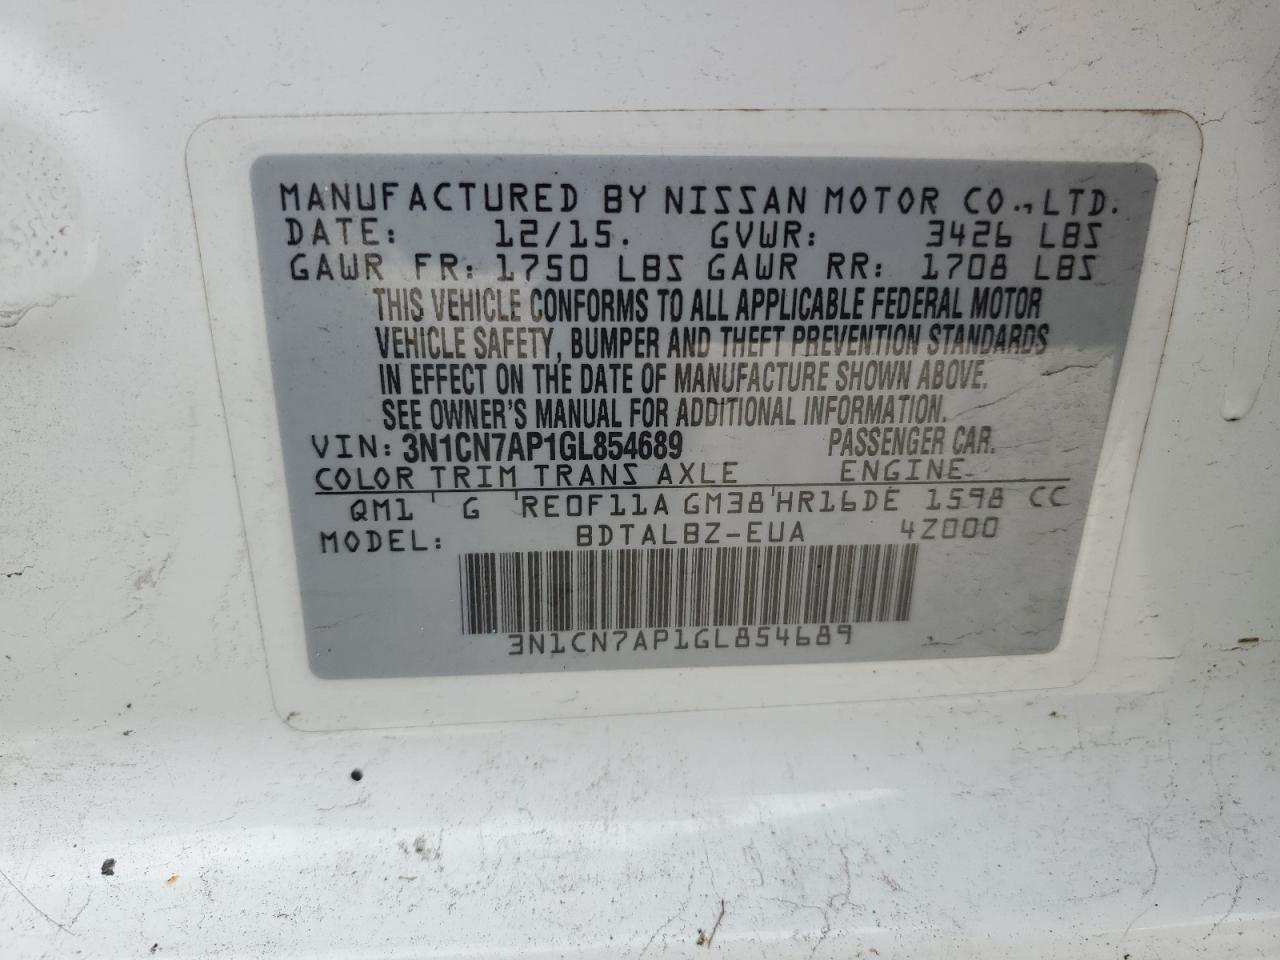 MANUFACTURED BY NISSAN MOTOR CO., LTD.
DATE: 12/15. GVWR: 3426 LBS
GAWR FR: 1750 LBS GAWR RR: 1708 LBS
THIS VEHICLE CONFORMS TO ALL APPLICABLE FEDERAL MOTOR
VEHICLE SAFETY, BUMPER AND THEFT PREVENTION STANDARDS
IN EFFECT ON THE DATE OF MANUFACTURE SHOWN ABOVE.
SEE OWNER'S MANUAL FOR ADDITIONAL INFORMATION.
VIN: 3N1CN7AP1GL854689 PASSENGER CAR.
COLOR TRIM TRANS AXLE ENGINE
QM1 ' G ' RE0F11A GM38 ' HR16DE 1598 CC
MODEL: BDTALBZ-EUA 4Z000
3N1CN7AP1GL854689